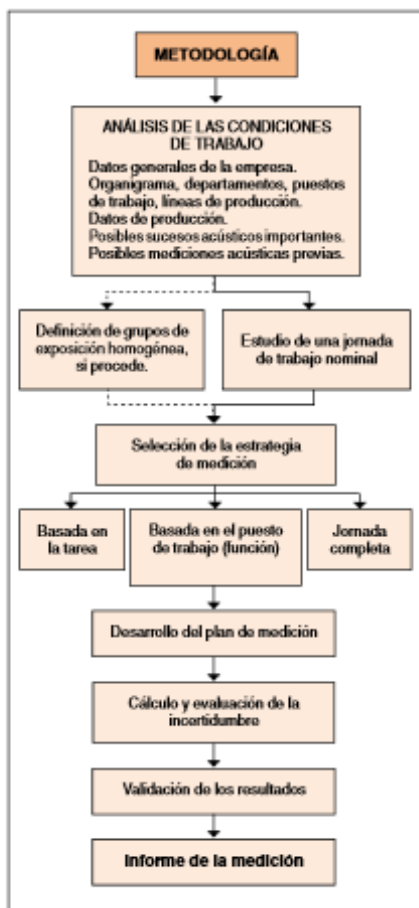 METODOLOGÍA
ANÁLISIS DE LAS CONDICIONES
DE TRABAJO
Datos generales de la empresa.
Organigrama, departamentos, puestos
de trabajo, líneas de producción.
Datos de producción.
Posibles sucesos acústicos importantes.
Posibles mediciones acústicas previas.
Definición de grupos de
exposición homogénea,
si procede.
Estudio de una jornada
de trabajo nominal
Selección de la estrategia
de medición
Basada en
la tarea
Basada en el puesto
de trabajo (función)
Jornada
completa
Desarrollo del plan de medición
Cálculo y evaluación de la
incertidumbre
Validación de los resultados
Informe de la medición